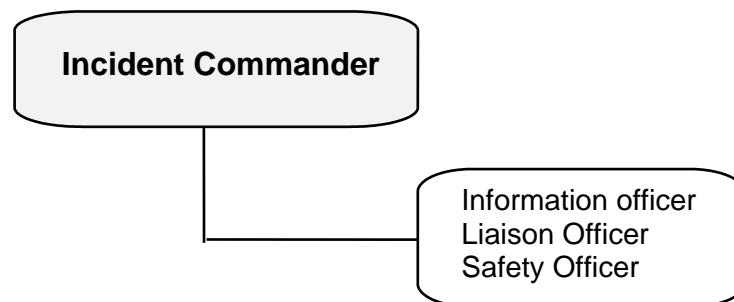 Incident Commander
Information officer
Liaison Officer
Safety Officer